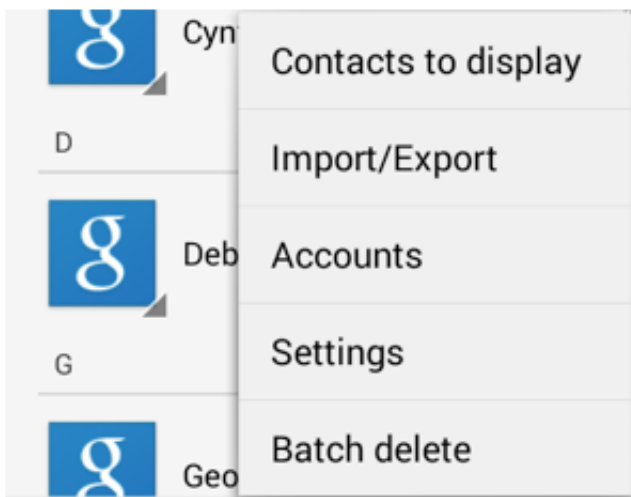 g
Cyn
Contacts to display
D
Import/Export
g
Deb
Accounts
G
Settings
g
Geo
Batch delete